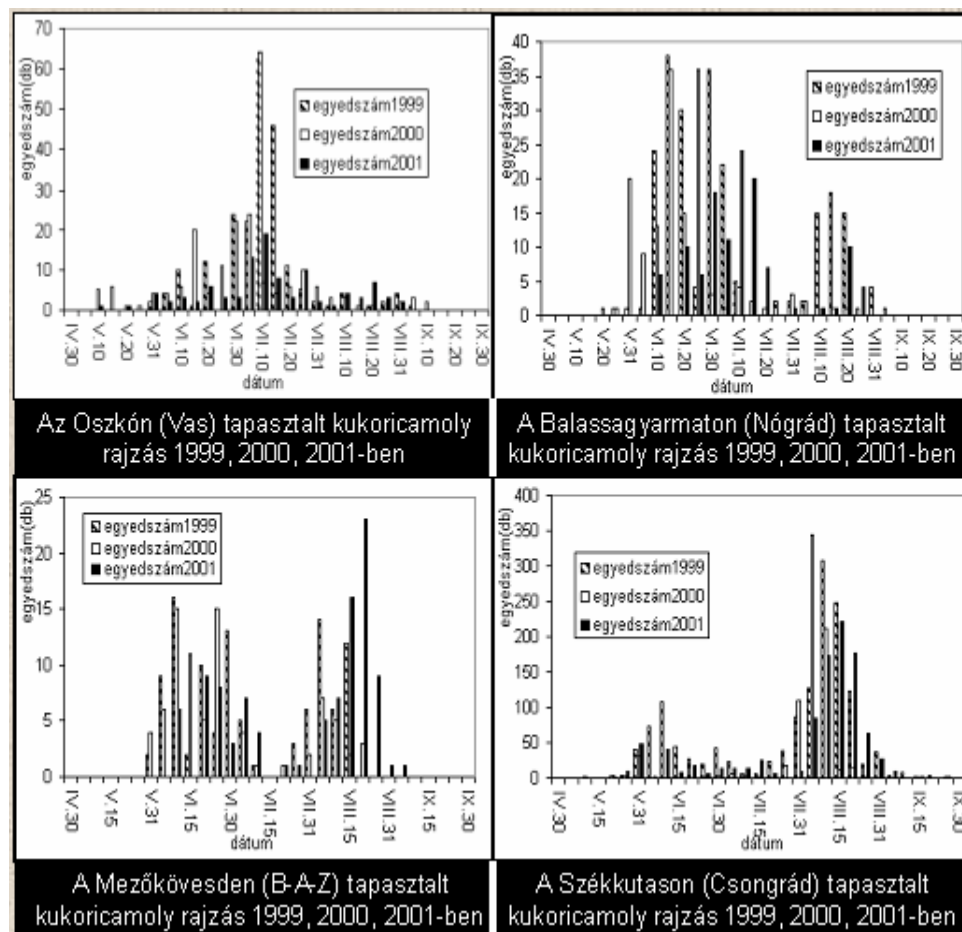 70
60
50
40
30
20
10
0
egyedszám(db)
egyedszám1999
egyedszám2000
egyedszám2001
IV.30
V.10
V.20
V.31
VI.10
VI.20
VI.30
VII.10
VII.20
VII.31
VIII.10
VIII.20
VIII.31
IX.10
IX.20
IX.30
dátum
Az Oszkón (Vas) tapasztalt kukoricamoly
rajzás 1999, 2000, 2001-ben
40
35
30
25
20
15
10
5
0
egyedszám(db)
egyedszám1999
egyedszám2000
egyedszám2001
IV.30
V.10
V.20
V.31
VI.10
VI.20
VI.30
VII.10
VII.20
VII.31
VIII.10
VIII.20
VIII.31
IX.10
IX.20
IX.30
dátum
A Balassagyarmaton (Nógrád) tapasztalt
kukoricamoly rajzás 1999, 2000, 2001-ben
25
20
15
10
5
0
egyedszám(db)
egyedszám1999
egyedszám2000
egyedszám2001
IV.30
V.15
V.31
VI.15
VI.30
VII.15
VII.31
VIII.15
VIII.31
IX.15
IX.30
dátum
A Mezőkövesden (B-A-Z) tapasztalt
kukoricamoly rajzás 1999, 2000, 2001-ben
400
350
300
250
200
150
100
50
0
egyedszám(db)
egyedszám1999
egyedszám2000
egyedszám2001
IV.30
V.15
V.31
VI.15
VI.30
VII.15
VII.31
VIII.15
VIII.31
IX.15
IX.30
dátum
A Székkutason (Csongrád) tapasztalt
kukoricamoly rajzás 1999, 2000, 2001-ben